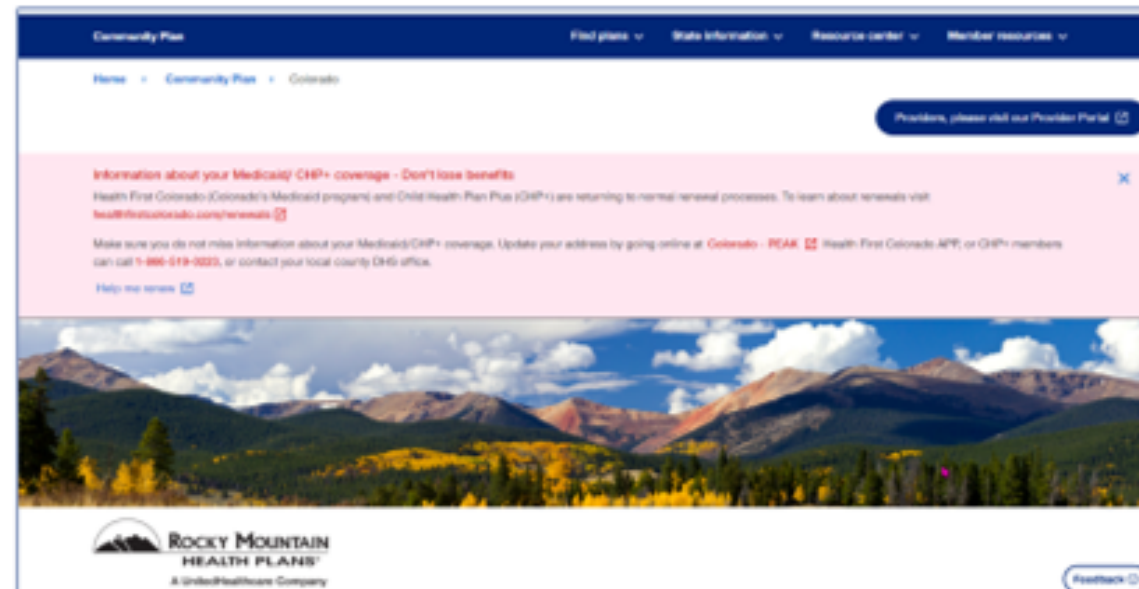 Community Plan
Find plans
State information
Resource center
Member resources
Home
Community Plan
Colorado
Providers, please visit our Provider Portal
Information about your Medicaid/ CHP+ coverage - Don't lose benefits
Health First Colorado (Colorado's Medicaid program) and Child Health Plan Plus (CHP+) are returning to normal renewal processes. To learn about renewals visit
healthfirstcolorado.com/renewals
Make sure you do not miss information about your Medicaid/CHP+ coverage. Update your address by going online at Colorado - PEAK Health First Colorado APP, or CHP+ members
can call or contact your local county DHS office.
Help me renew
ROCKY MOUNTAIN
HEALTH PLANS
A UnitedHealthcare Company
Feedback